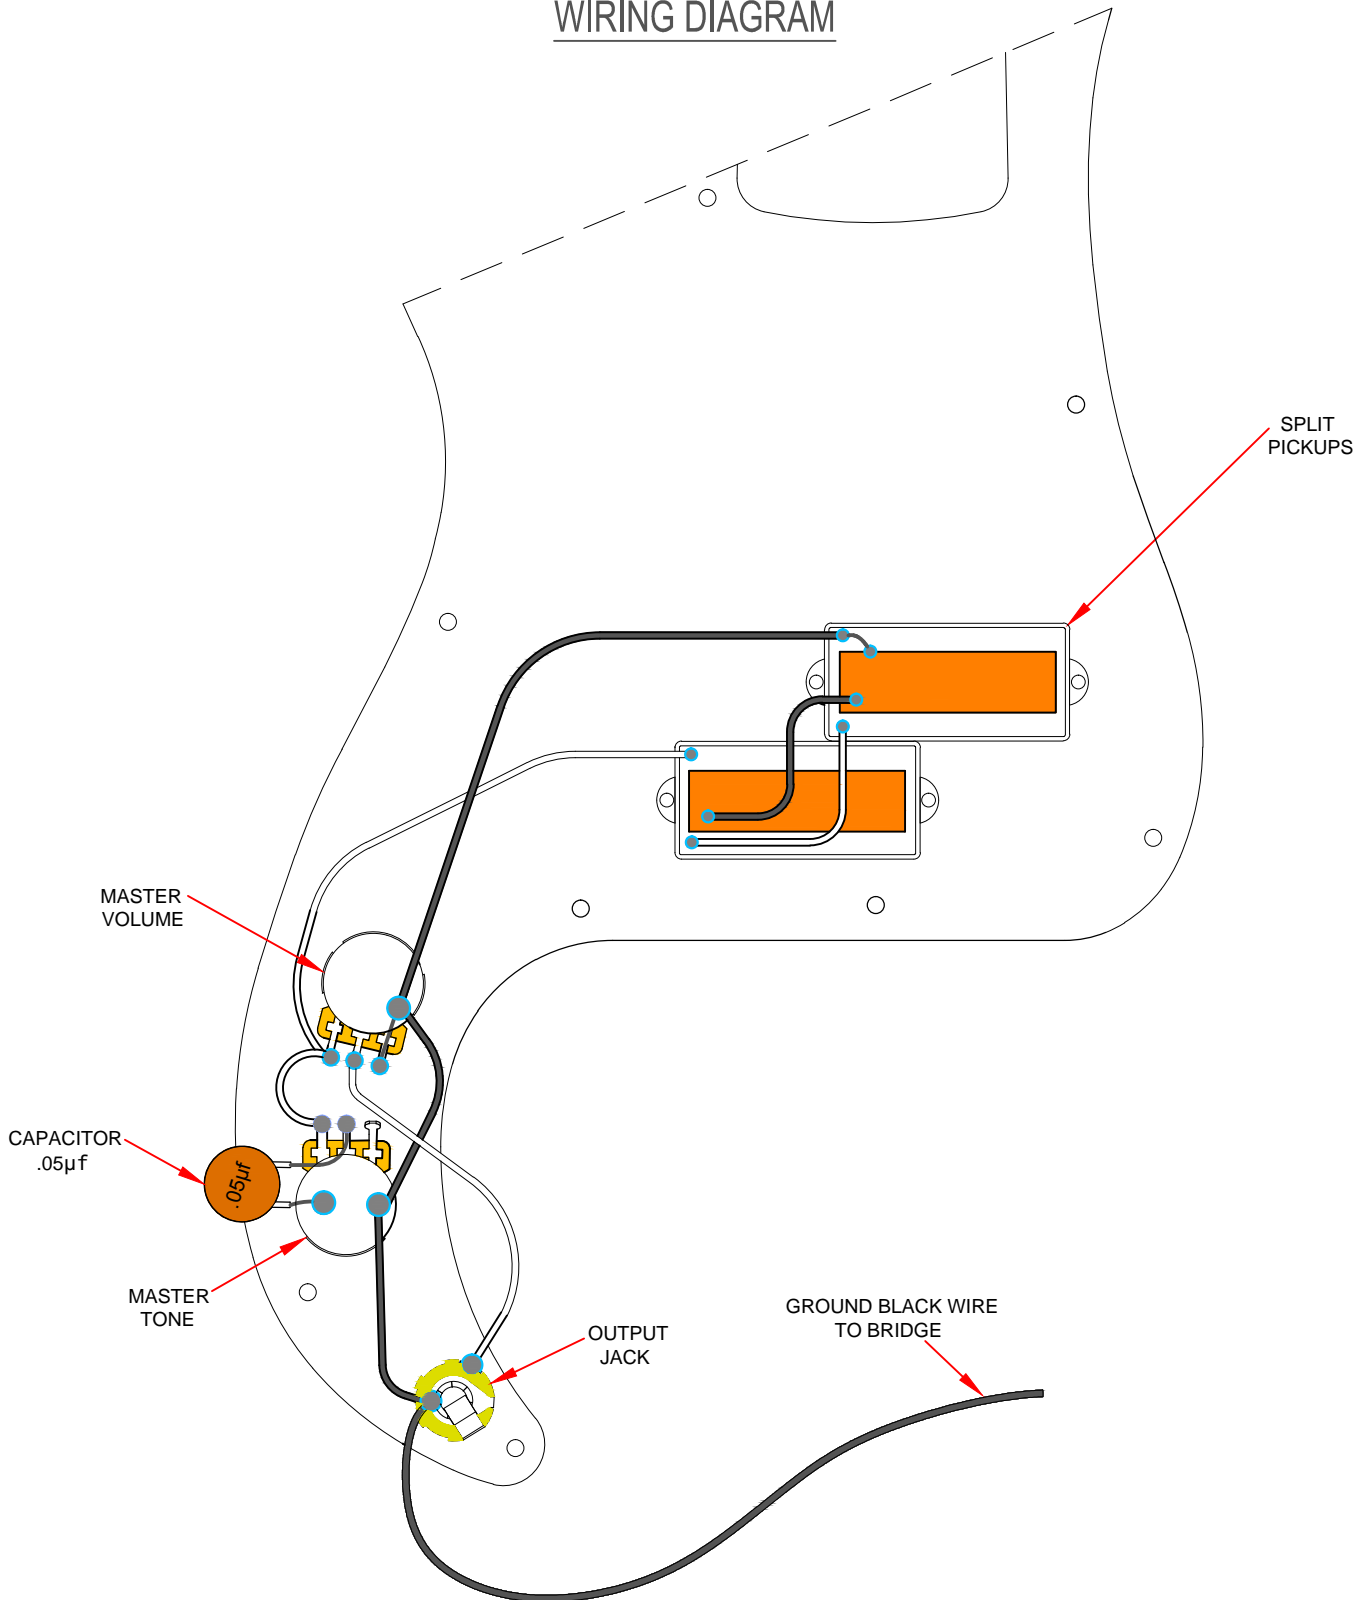 WIRING DIAGRAM
SPLIT
PICKUPS
MASTER
VOLUME
CAPACITOR
.05µf
.05µf
MASTER
TONE
OUTPUT
JACK
GROUND BLACK WIRE
TO BRIDGE